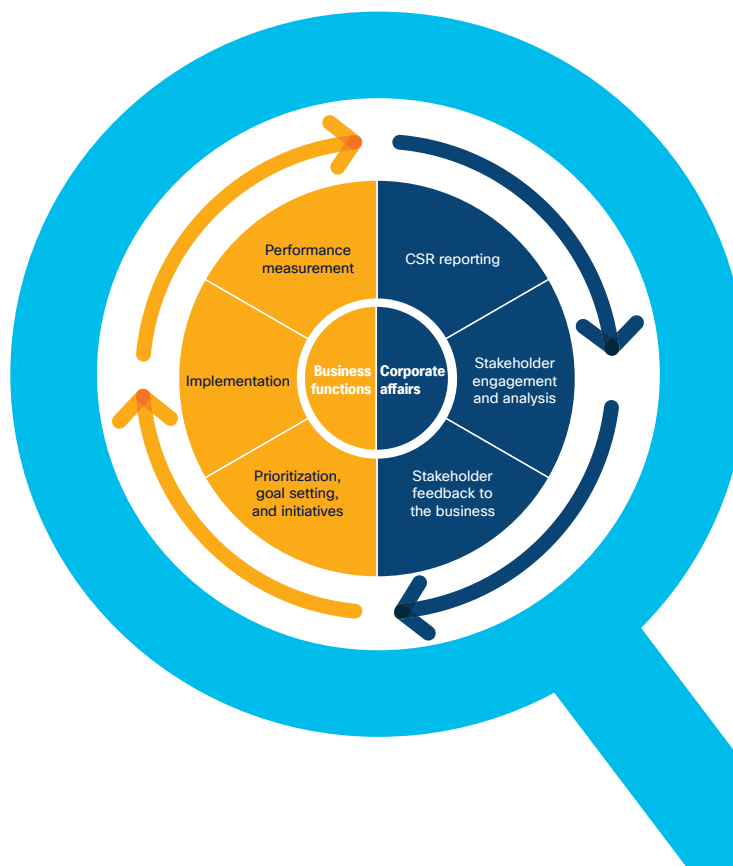 Performance
measurement
CSR reporting
Implementation
Business
functions
Corporate
affairs
Stakeholder
engagement
and analysis
Prioritization,
goal setting,
and initiatives
Stakeholder
feedback to
the business